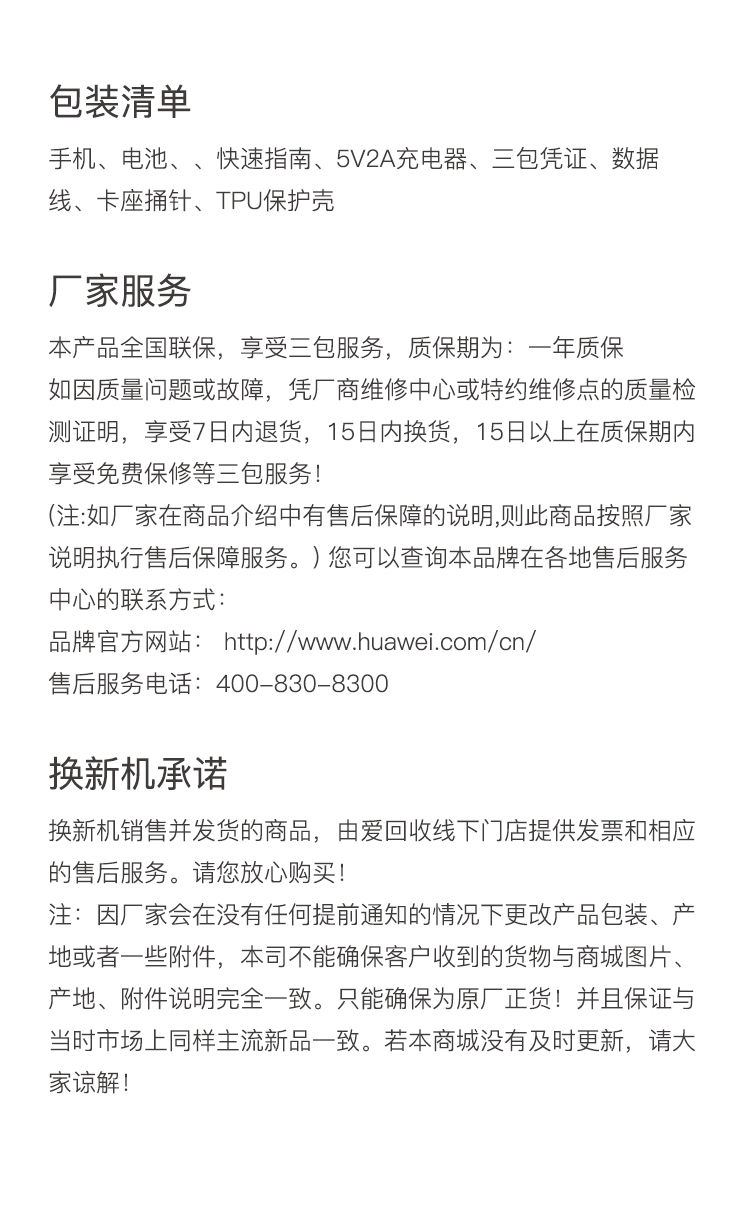 包装清单
手机、电池、、快速指南、5V2A充电器、三包凭证、数据
线、卡座捅针、TPU保护壳
厂家服务
本产品全国联保，享受三包服务，质保期为：一年质保
如因质量问题或故障，凭厂商维修中心或特约维修点的质量检
测证明，享受7日内退货，15日内换货，15日以上在质保期内
享受免费保修等三包服务！
(注:如厂家在商品介绍中有售后保障的说明,则此商品按照厂家
说明执行售后保障服务。) 您可以查询本品牌在各地售后服务
中心的联系方式：
品牌官方网站： http://www.huawei.com/cn/
售后服务电话：400-830-8300
换新机承诺
换新机销售并发货的商品，由爱回收线下门店提供发票和相应
的售后服务。请您放心购买！
注：因厂家会在没有任何提前通知的情况下更改产品包装、产
地或者一些附件，本司不能确保客户收到的货物与商城图片、
产地、附件说明完全一致。只能确保为原厂正货！并且保证与
当时市场上同样主流新品一致。若本商城没有及时更新，请大
家谅解！